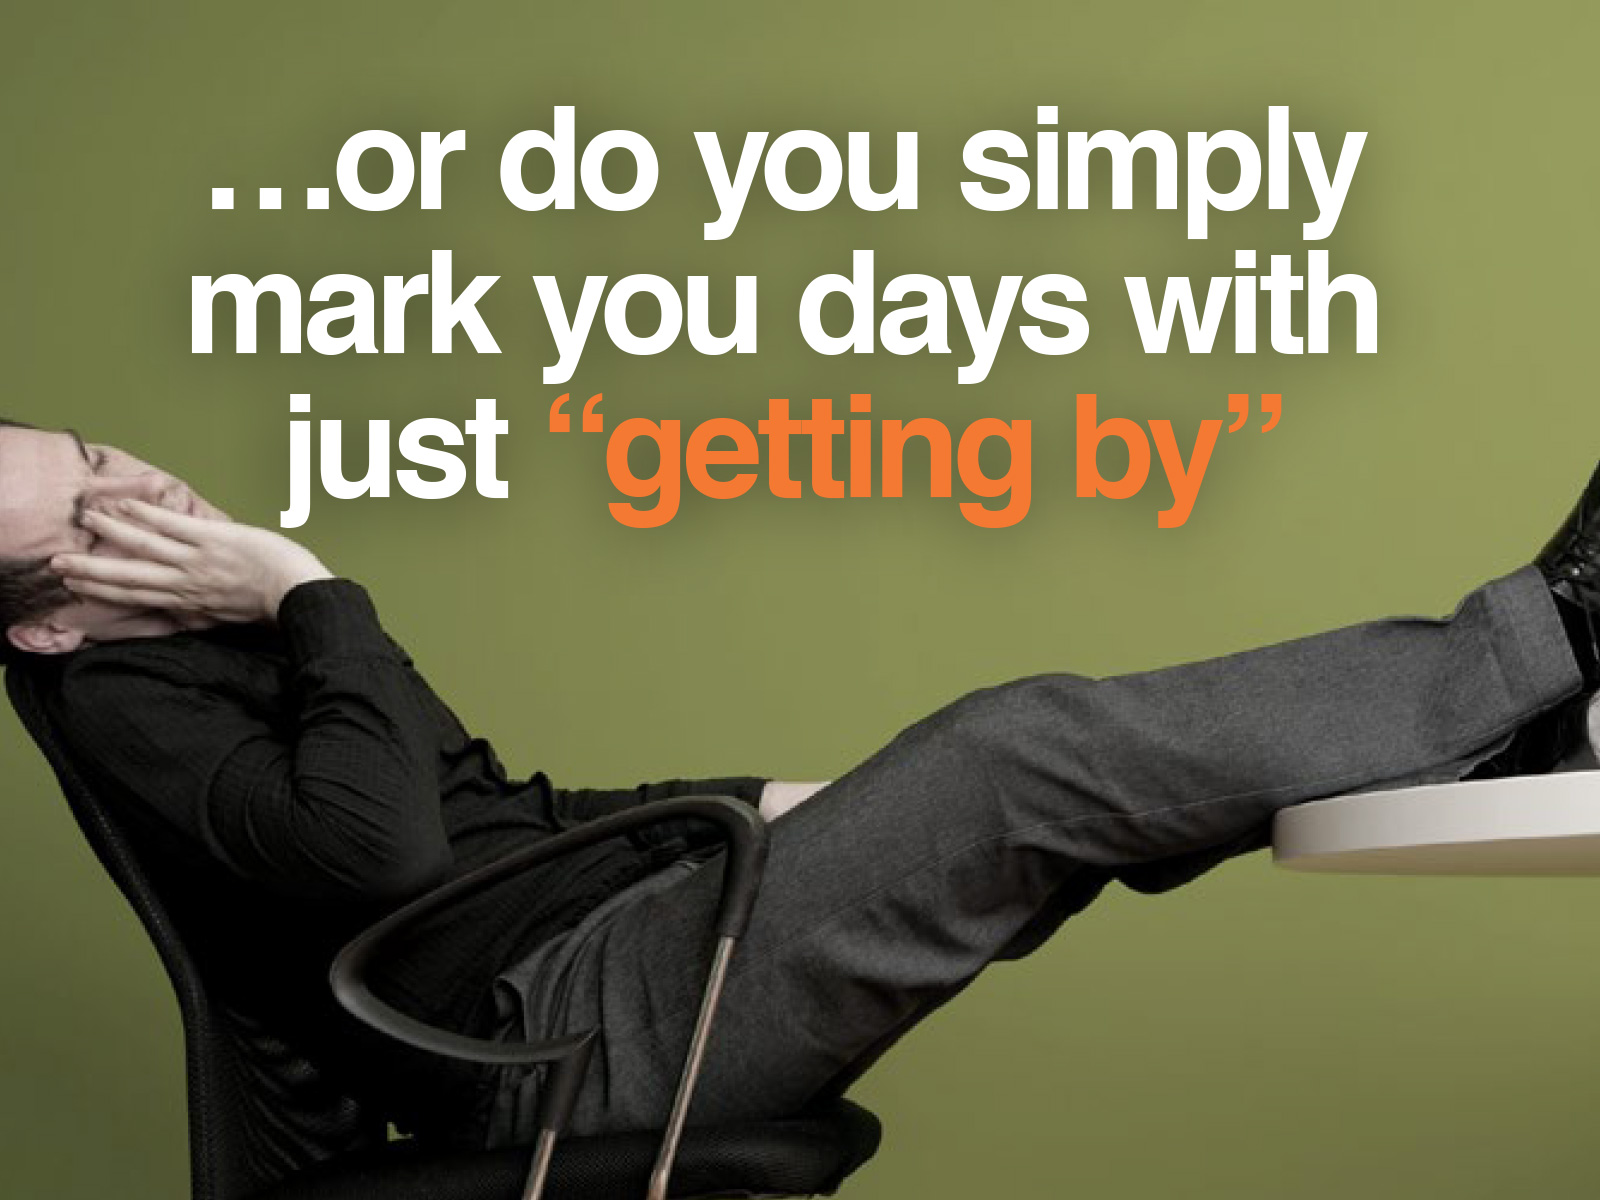 …or do you simply
mark you days with
just “getting by”